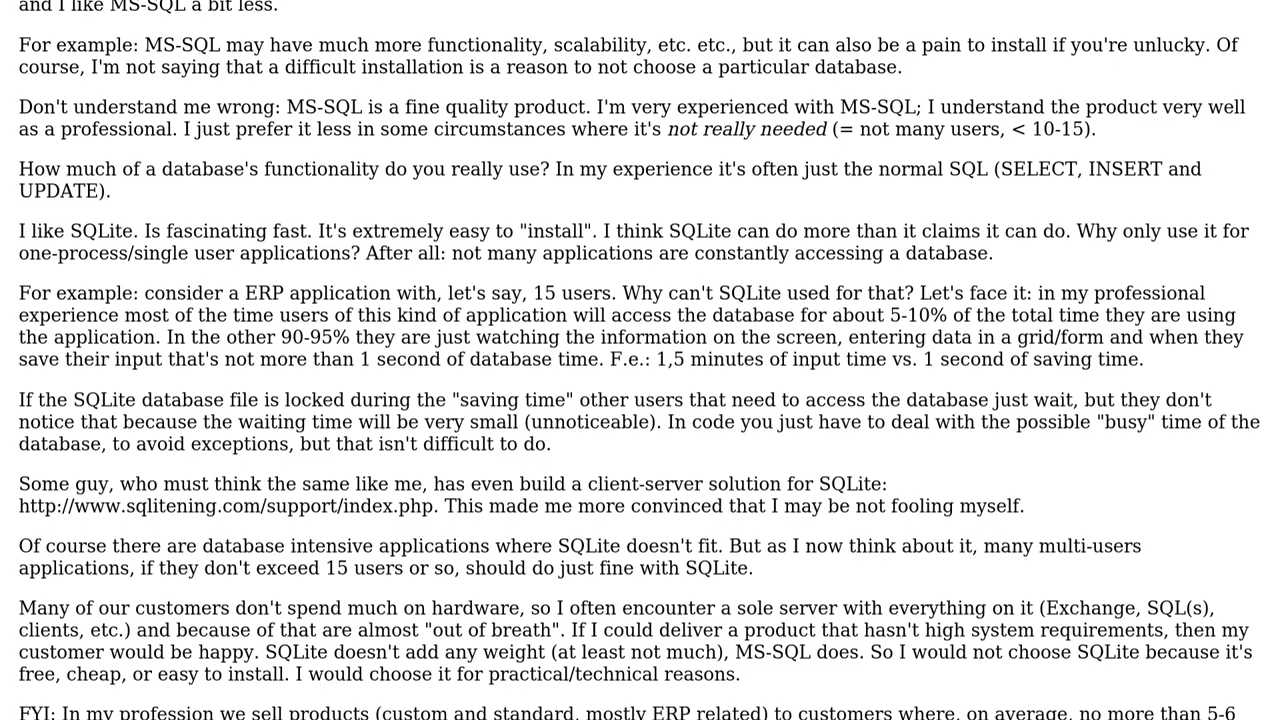 and I like MS-SQL a bit less.
For example: MS-SQL may have much more functionality, scalability, etc. etc., but it can also be a pain to install if you're unlucky. Of
course, I'm not saying that a difficult installation is a reason to not choose a particular database.
Don't understand me wrong: MS-SQL is a fine quality product. I'm very experienced with MS-SQL; I understand the product very well
as a professional. I just prefer it less in some circumstances where it's not really needed (= not many users, < 10-15).
How much of a database's functionality do you really use? In my experience it's often just the normal SQL (SELECT, INSERT and
UPDATE).
I like SQLite. Is fascinating fast. It's extremely easy to "install". I think SQLite can do more than it claims it can do. Why only use it for
one-process/single user applications? After all: not many applications are constantly accessing a database.
For example: consider a ERP application with, let's say, 15 users. Why can't SQLite used for that? Let's face it: in my professional
experience most of the time users of this kind of application will access the database for about 5-10% of the total time they are using
the application. In the other 90-95% they are just watching the information on the screen, entering data in a grid/form and when they
save their input that's not more than 1 second of database time. F.e.: 1,5 minutes of input time vs. 1 second of saving time.
If the SQLite database file is locked during the "saving time" other users that need to access the database just wait, but they don't
notice that because the waiting time will be very small (unnoticeable). In code you just have to deal with the possible "busy" time of the
database, to avoid exceptions, but that isn't difficult to do.
Some guy, who must think the same like me, has even build a client-server solution for SQLite:
http://www.sqlitening.com/support/index.php. This made me more convinced that I may be not fooling myself.
Of course there are database intensive applications where SQLite doesn't fit. But as I now think about it, many multi-users
applications, if they don't exceed 15 users or so, should do just fine with SQLite.
Many of our customers don't spend much on hardware, so I often encounter a sole server with everything on it (Exchange, SQL(s),
clients, etc.) and because of that are almost "out of breath". If I could deliver a product that hasn't high system requirements, then my
customer would be happy. SQLite doesn't add any weight (at least not much), MS-SQL does. So I would not choose SQLite because it's
free, cheap, or easy to install. I would choose it for practical/technical reasons.
FYI: In my profession we sell products (custom and standard, mostly ERP related) to customers where, on average, no more than 5-6